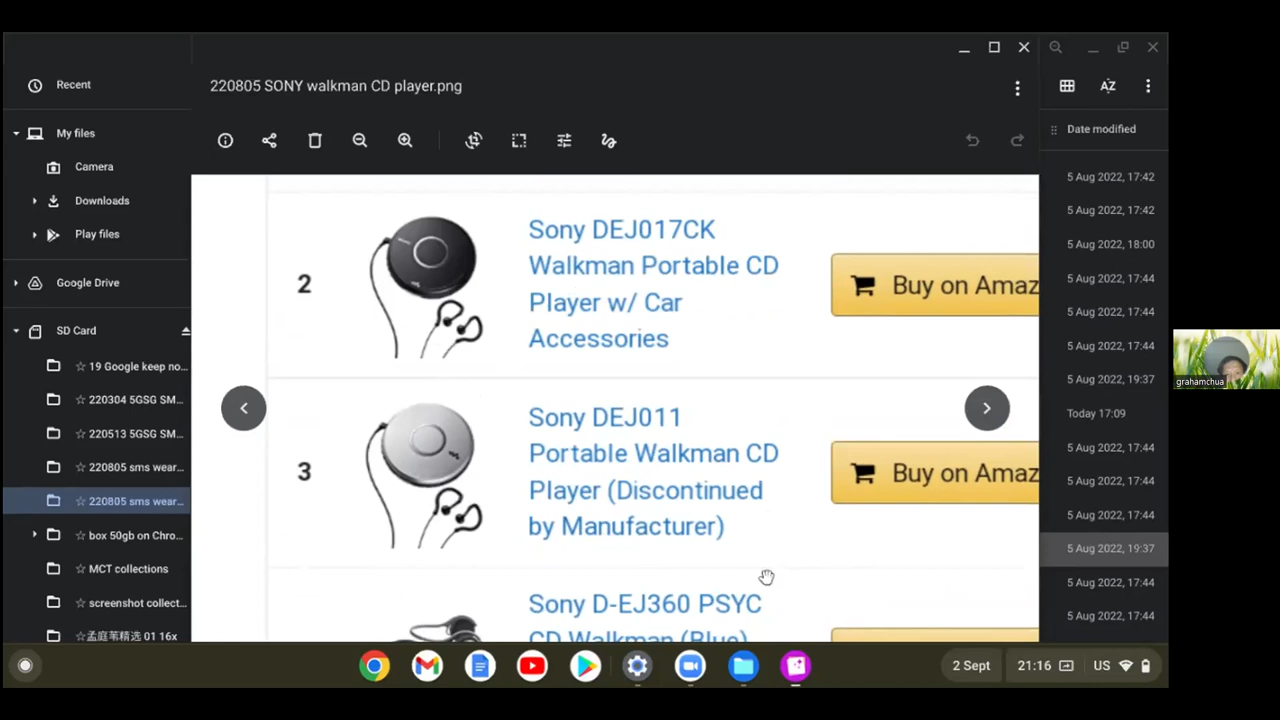 Recent
My files
Camera
Downloads
Play files
Google Drive
SD Card
☆ 19 Google keep no...
☆ 220304 5GSG SM...
☆ 220513 5GSG SM...
☆ 220805 sms wear...
☆ 220805 sms wear...
☆ box 50gb on Chro...
☆ MCT collections
☆ screenshot collect...
☆孟庭苇精选 01 16x
220805 SONY walkman CD player.png
2
Sony DEJ017CK
Walkman Portable CD
Player w/ Car
Accessories
Buy on Amaz
3
Sony DEJ011
Portable Walkman CD
Player (Discontinued
by Manufacturer)
Buy on Amaz
Sony D-EJ360 PSYC
CD Walkman (Blue)
AZ
Date modified
5 Aug 2022, 17:42
5 Aug 2022, 17:42
5 Aug 2022, 18:00
5 Aug 2022, 17:44
5 Aug 2022, 17:44
5 Aug 2022, 17:44
5 Aug 2022, 19:37
Today 17:09
5 Aug 2022, 17:44
5 Aug 2022, 17:44
5 Aug 2022, 17:44
5 Aug 2022, 19:37
5 Aug 2022, 17:44
5 Aug 2022, 17:44
grahamchua
2 Sept
21:16
US